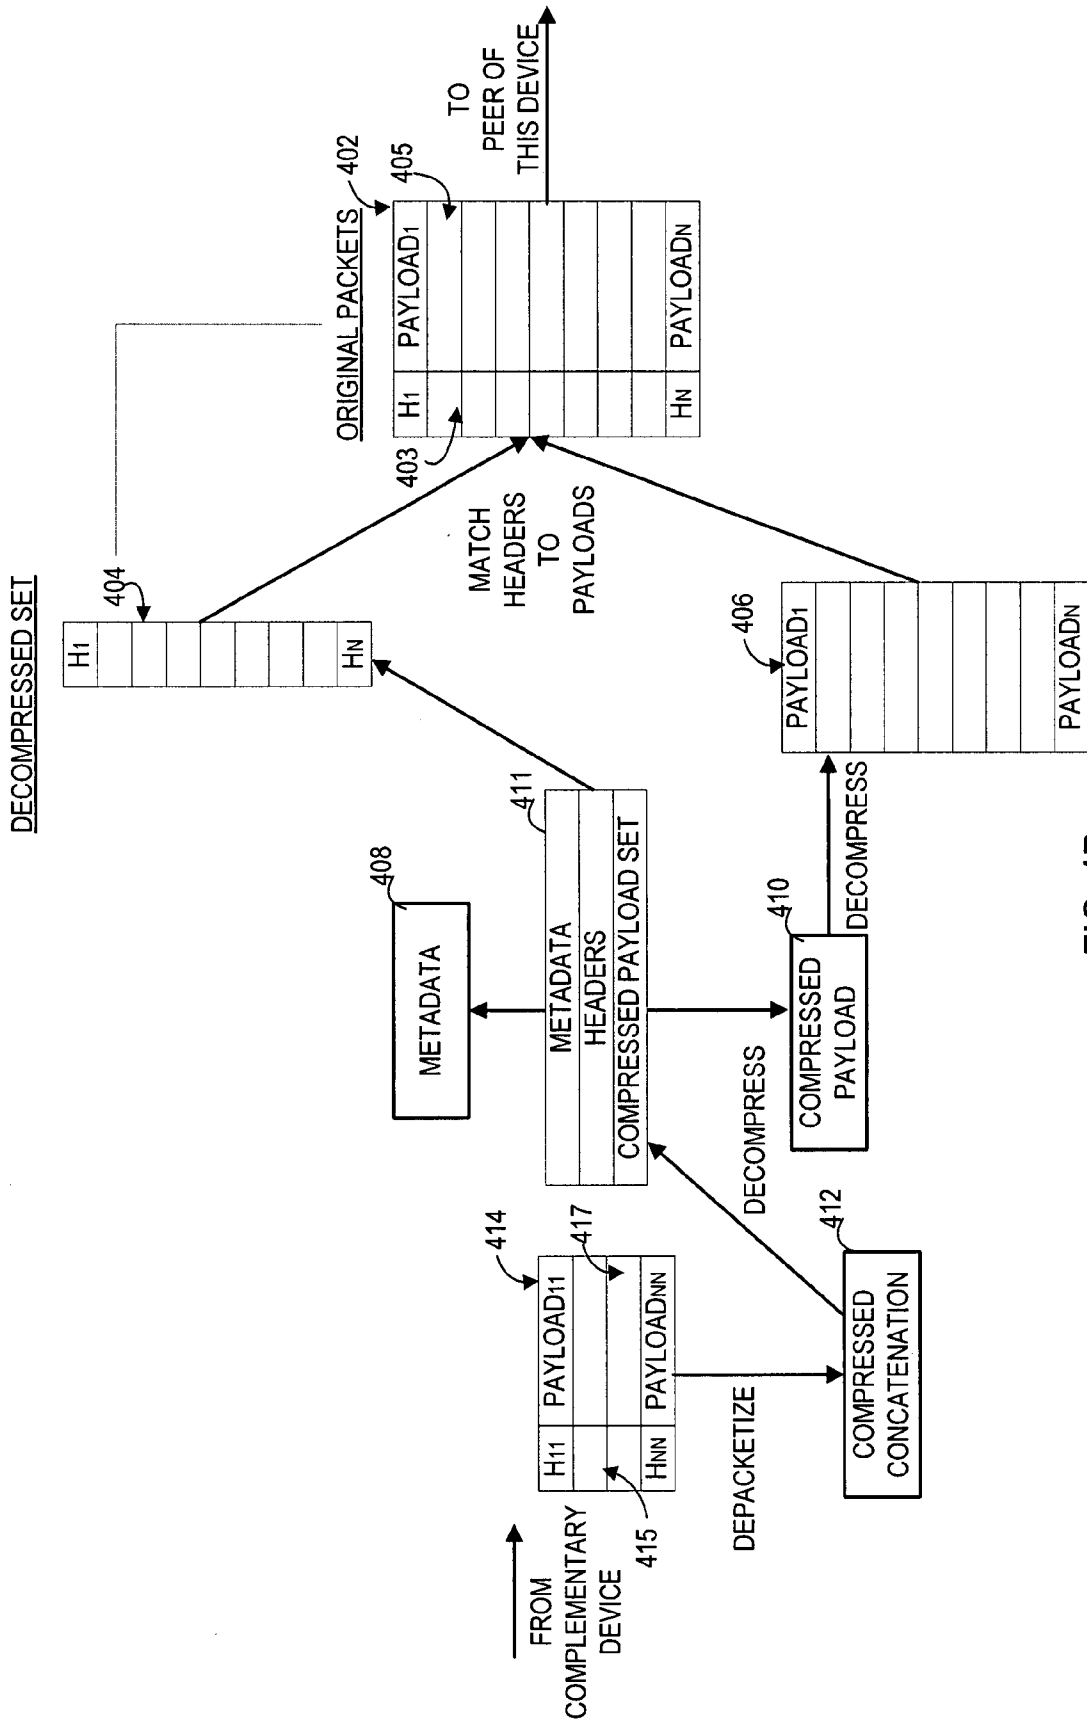 DECOMPRESSED SET
404
H1
HN
ORIGINAL PACKETS
402
H1 PAYLOAD1
405
403
HN PAYLOADN
TO
PEER OF
THIS DEVICE
MATCH
HEADERS
TO
PAYLOADS
408
METADATA
411
METADATA
HEADERS
COMPRESSED PAYLOAD SET
406
PAYLOAD1
PAYLOADN
DECOMPRESS
410
COMPRESSED
PAYLOAD
DECOMPRESS
414
H11 PAYLOAD11
417
HNN PAYLOADNN
415
FROM
COMPLEMENTARY
DEVICE
DEPACKETIZE
412
COMPRESSED
CONCATENATION